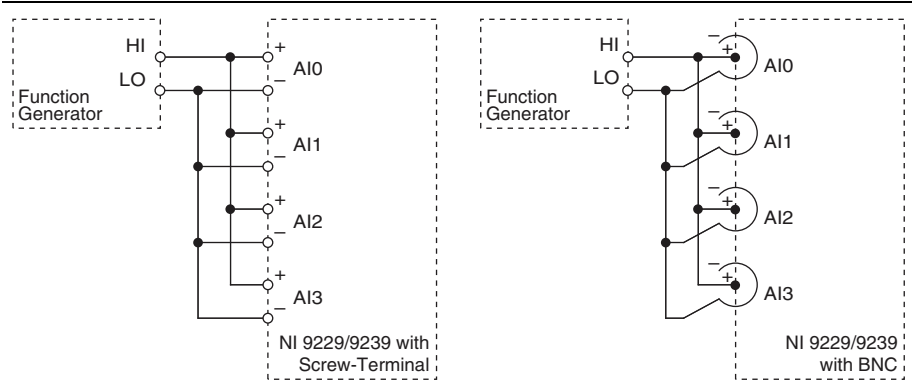 HI
LO
Function
Generator
+
AI0
–
+
AI1
–
+
AI2
–
+
AI3
–
NI 9229/9239 with
Screw-Terminal
HI
LO
Function
Generator
–
+
AI0
–
+
AI1
–
+
AI2
–
+
AI3
NI 9229/9239
with BNC